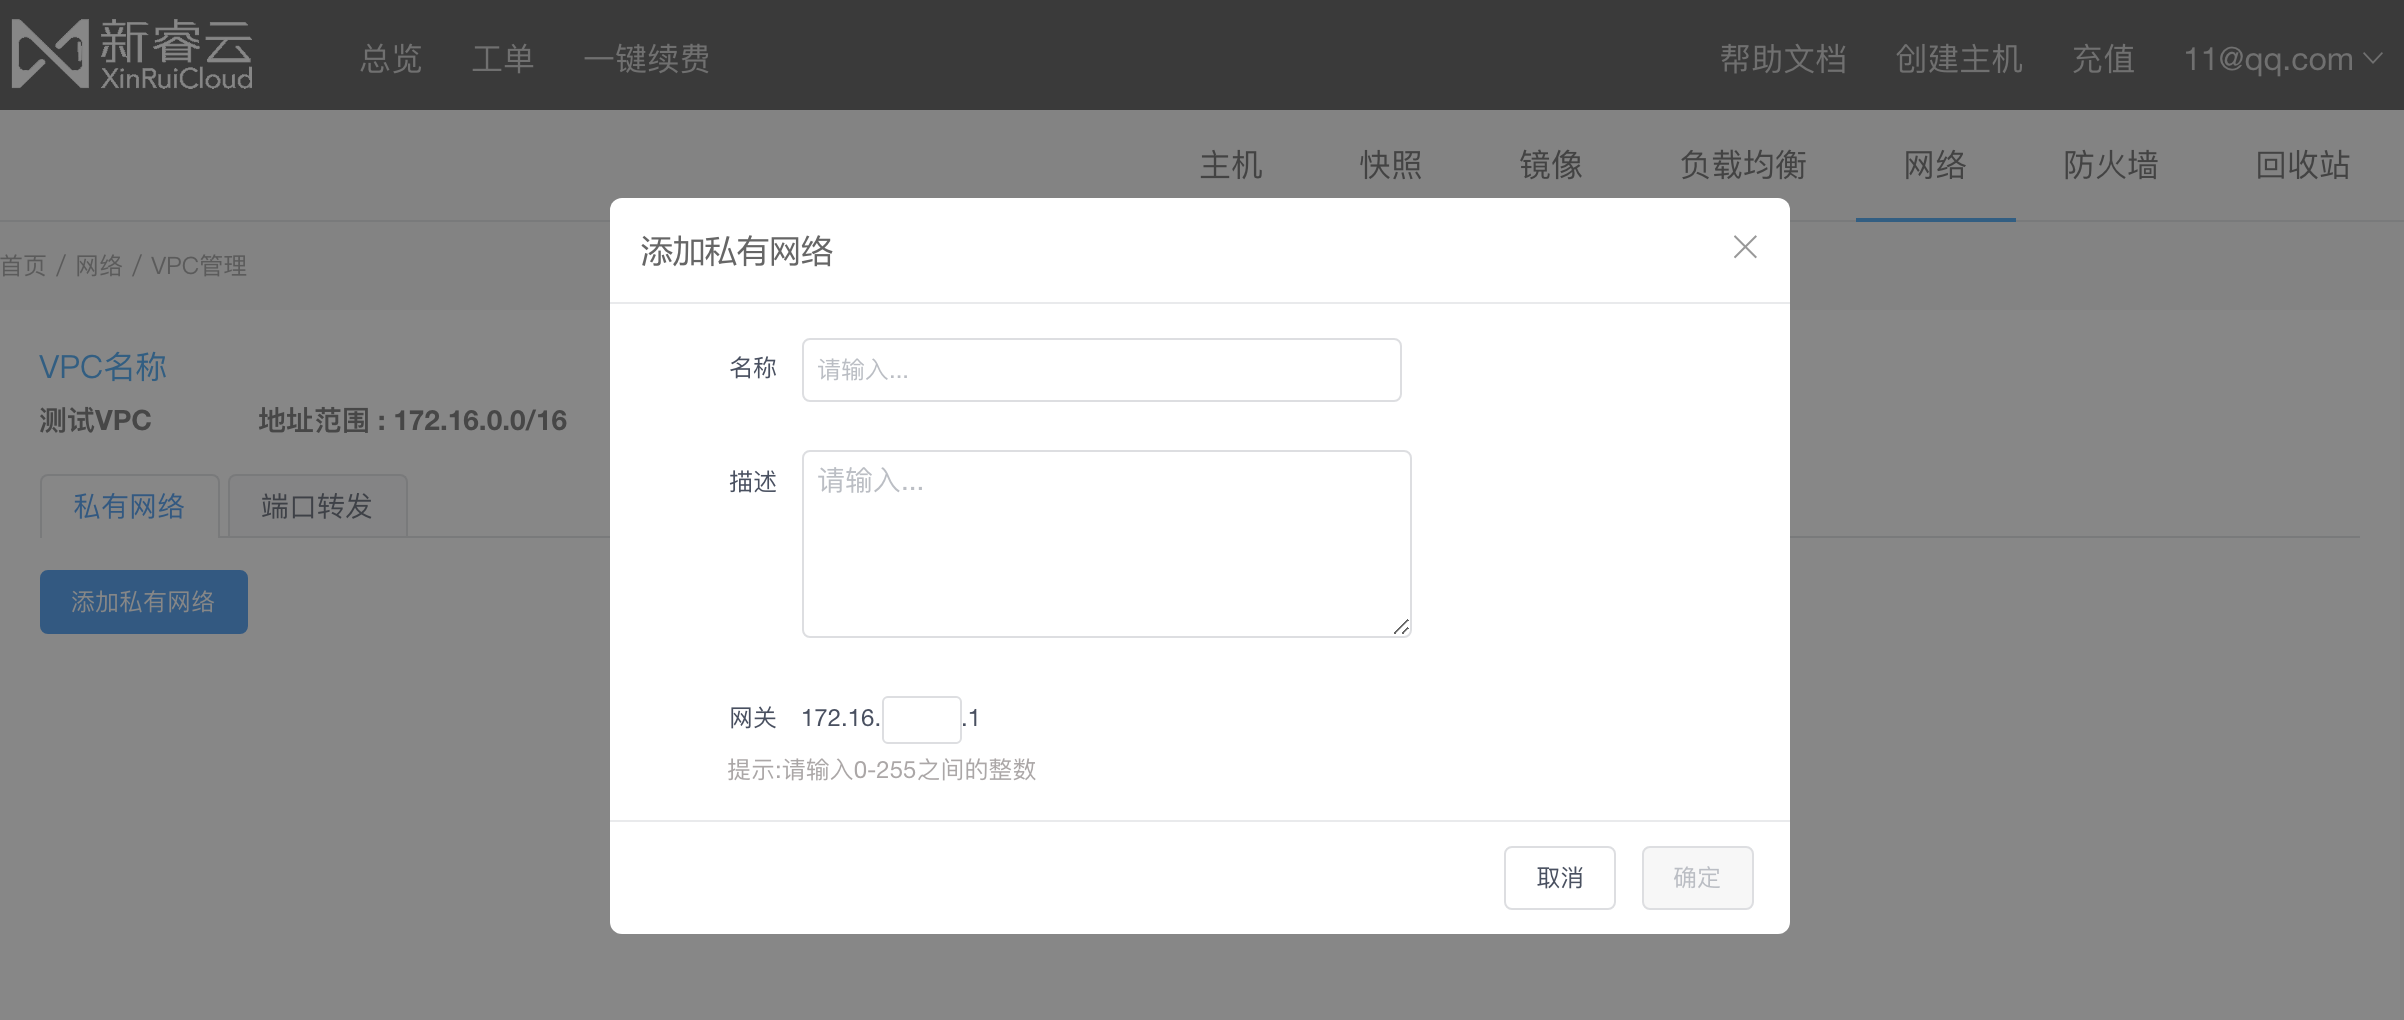 新睿云
XinRuiCloud
总览 工单 一键续费 帮助文档 创建主机 充值 11@qq.com
主机 快照 镜像 负载均衡 网络 防火墙 回收站
首页 / 网络 / VPC管理
VPC名称
测试VPC 地址范围 : 172.16.0.0/16
私有网络 端口转发
添加私有网络
添加私有网络
名称 请输入...
描述 请输入...
网关 172.16. .1
提示:请输入0-255之间的整数
取消 确定